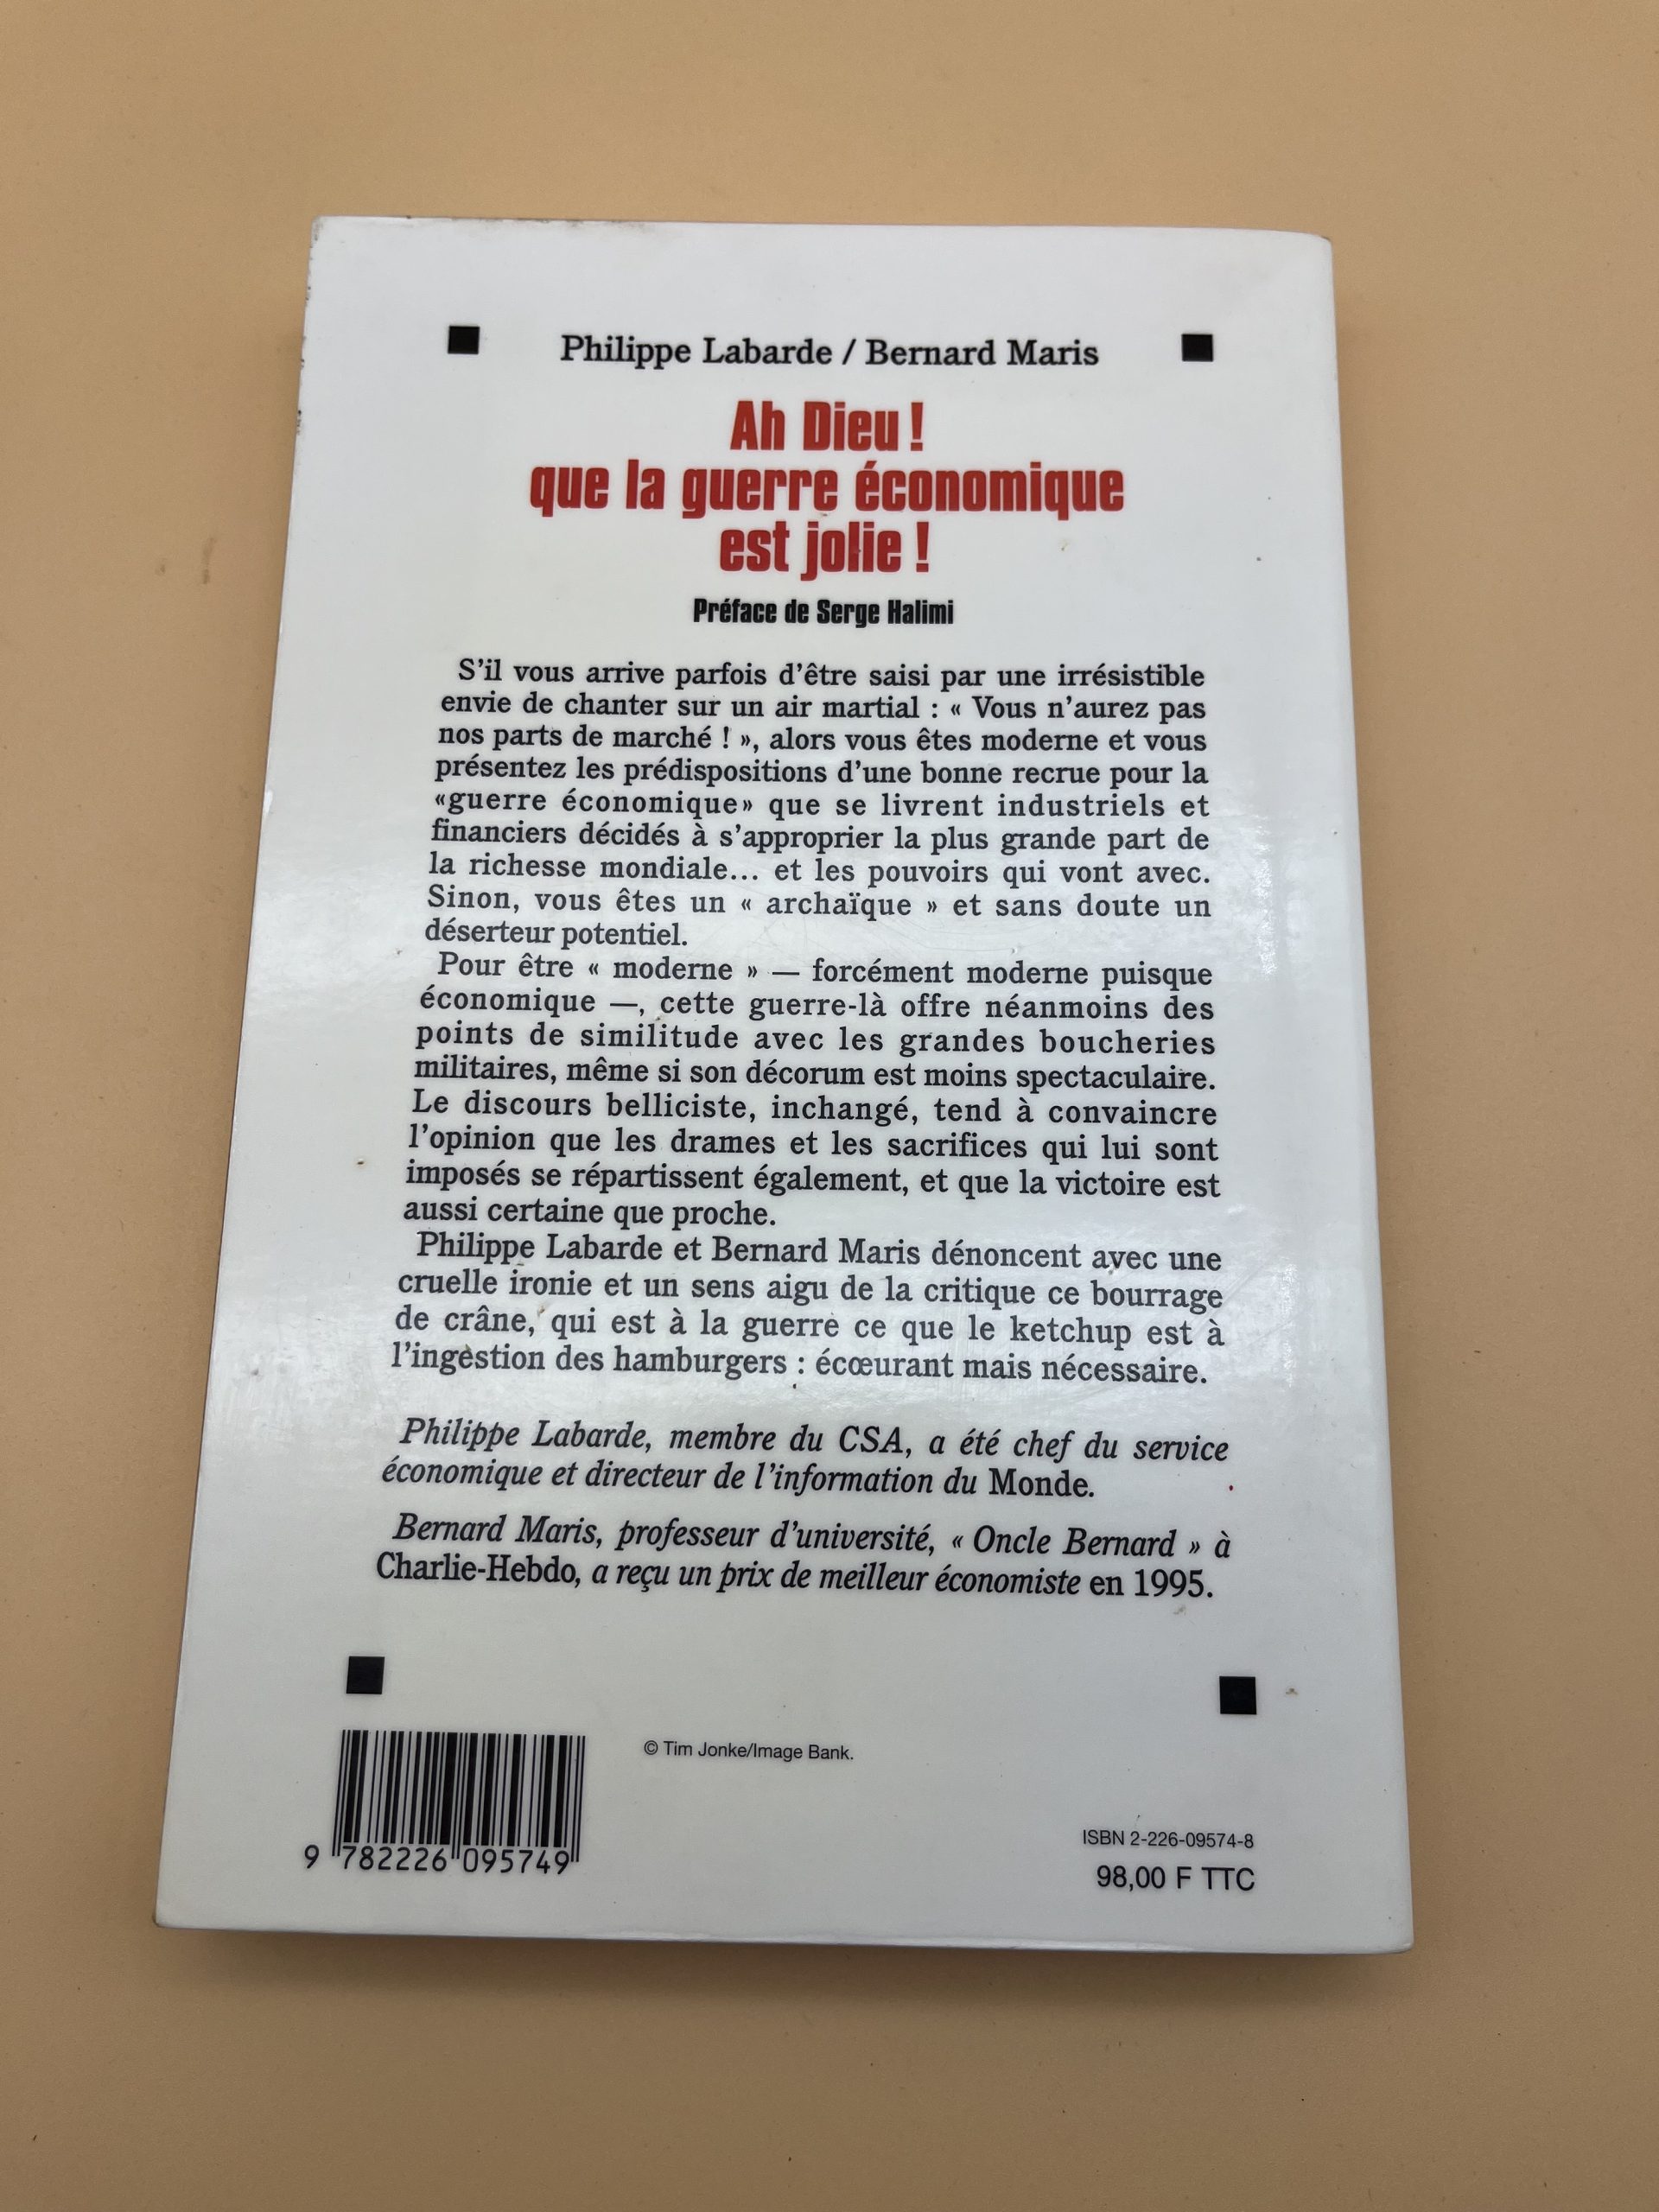 Philippe Labarde / Bernard Maris
Ah Dieu !
que la guerre économique
est jolie !
Préface de Serge Halimi
S'il vous arrive parfois d'être saisi par une irrésistible
envie de chanter sur un air martial : « Vous n'aurez pas
nos parts de marché ! », alors vous êtes moderne et vous
présentez les prédispositions d'une bonne recrue pour la
«guerre économique» que se livrent industriels et
financiers décidés à s'approprier la plus grande part de
la richesse mondiale... et les pouvoirs qui vont avec.
Sinon, vous êtes un « archaïque » et sans doute un
déserteur potentiel.
Pour être « moderne » — forcément moderne puisque
économique —, cette guerre-là offre néanmoins des
points de similitude avec les grandes boucheries
militaires, même si son décorum est moins spectaculaire.
Le discours belliciste, inchangé, tend à convaincre
l'opinion que les drames et les sacrifices qui lui sont
imposés se répartissent également, et que la victoire est
aussi certaine que proche.
Philippe Labarde et Bernard Maris dénoncent avec une
cruelle ironie et un sens aigu de la critique ce bourrage
de crâne, qui est à la guerre ce que le ketchup est à
l'ingestion des hamburgers : écœurant mais nécessaire.
Philippe Labarde, membre du CSA, a été chef du service
économique et directeur de l'information du Monde.
Bernard Maris, professeur d'université, « Oncle Bernard » à
Charlie-Hebdo, a reçu un prix de meilleur économiste en 1995.
© Tim Jonke/Image Bank.
9 782226 095749
ISBN 2-226-09574-8
98,00 F TTC